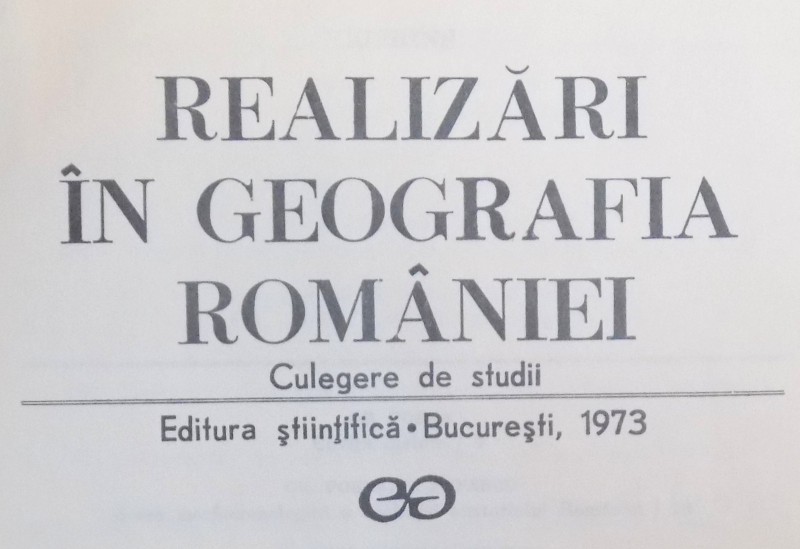 REALIZĂRI
ÎN GEOGRAFIA
ROMÂNIEI
Culegere de studii
Editura ştiinţifică • Bucureşti, 1973